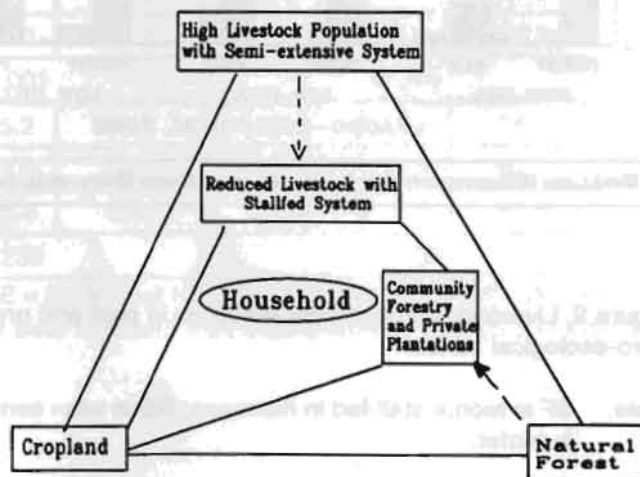 High Livestock Population
with Semi-extensive System
Reduced Livestock with
Stallfed System
Household
Community
Forestry
and Private
Plantations
Cropland
Natural
Forest